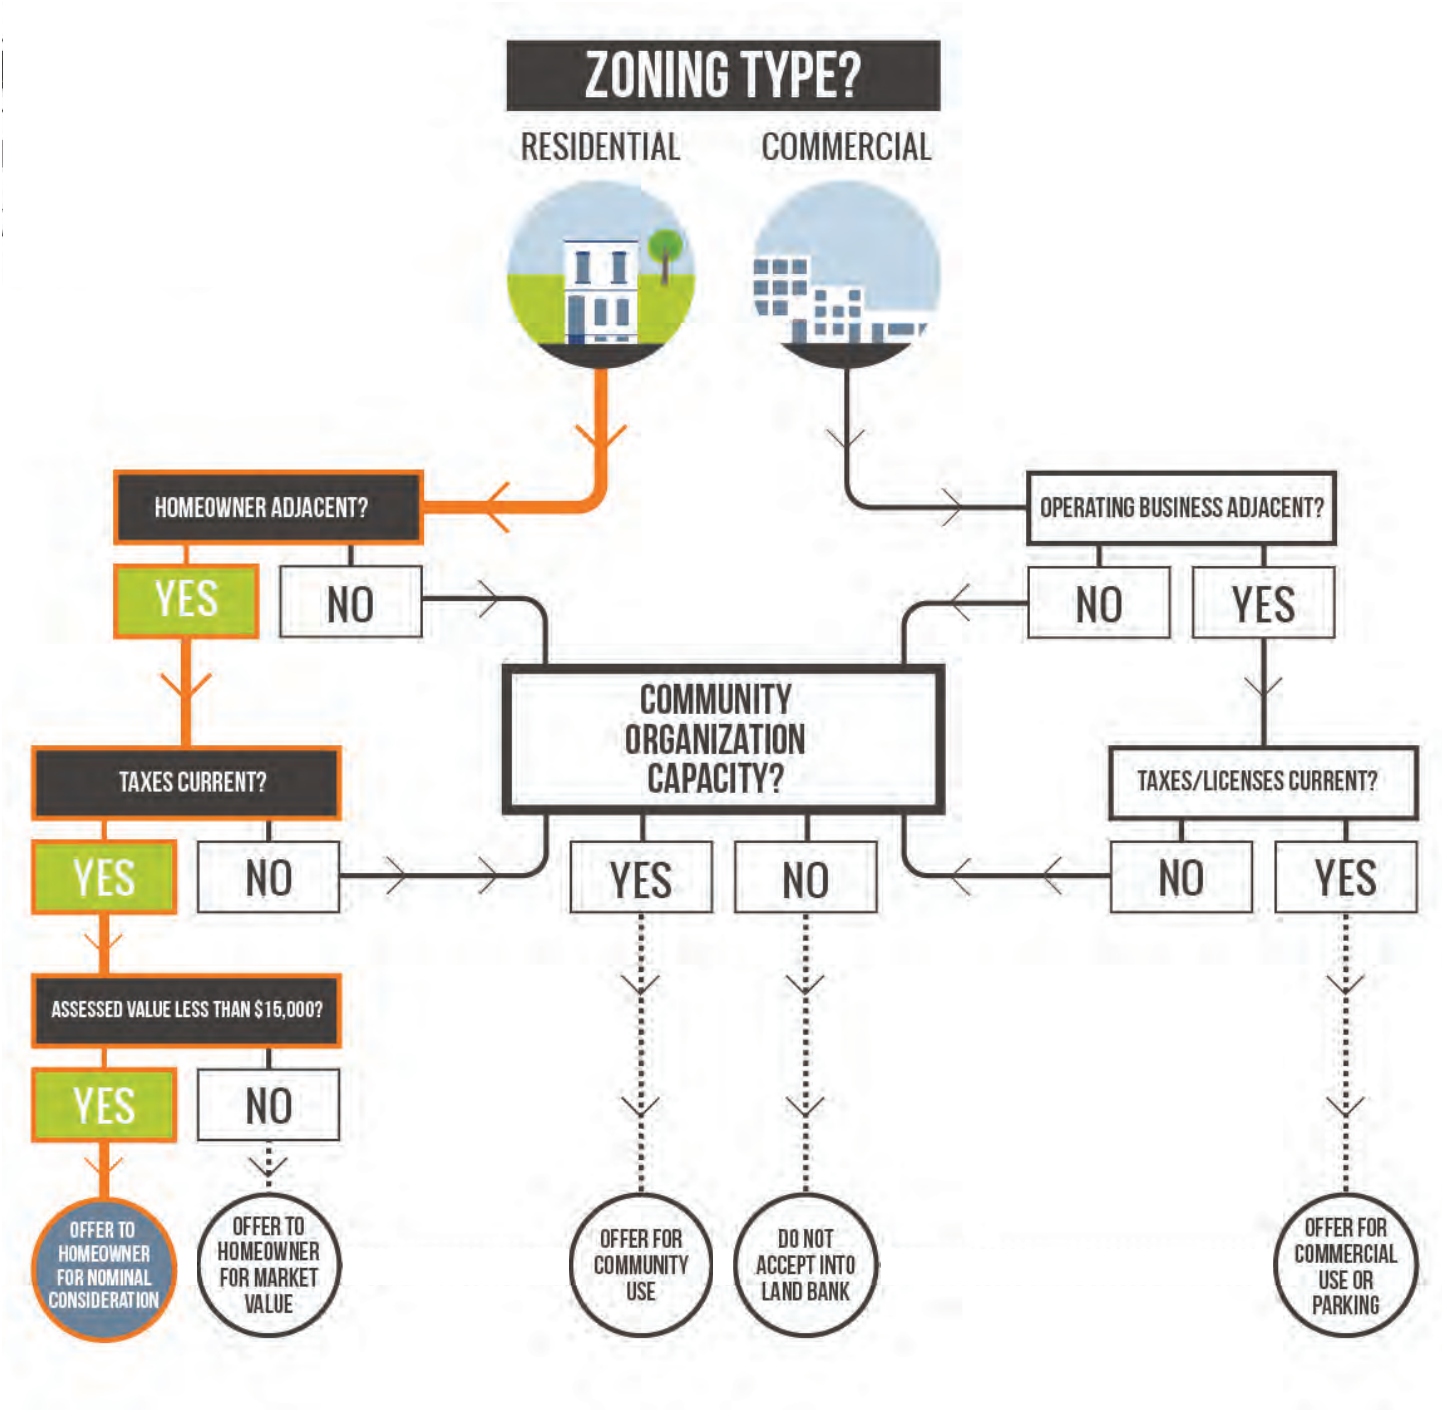 ZONING TYPE?
RESIDENTIAL
COMMERCIAL
HOMEOWNER ADJACENT?
YES
NO
OPERATING BUSINESS ADJACENT?
NO
YES
COMMUNITY
ORGANIZATION
CAPACITY?
TAXES CURRENT?
YES
NO
YES
NO
TAXES/LICENSES CURRENT?
NO
YES
ASSESSED VALUE LESS THAN $15,000?
YES
NO
OFFER TO
HOMEOWNER
FOR NOMINAL
CONSIDERATION
OFFER TO
HOMEOWNER
FOR MARKET
VALUE
OFFER FOR
COMMUNITY
USE
DO NOT
ACCEPT INTO
LAND BANK
OFFER FOR
COMMERCIAL
USE OR
PARKING